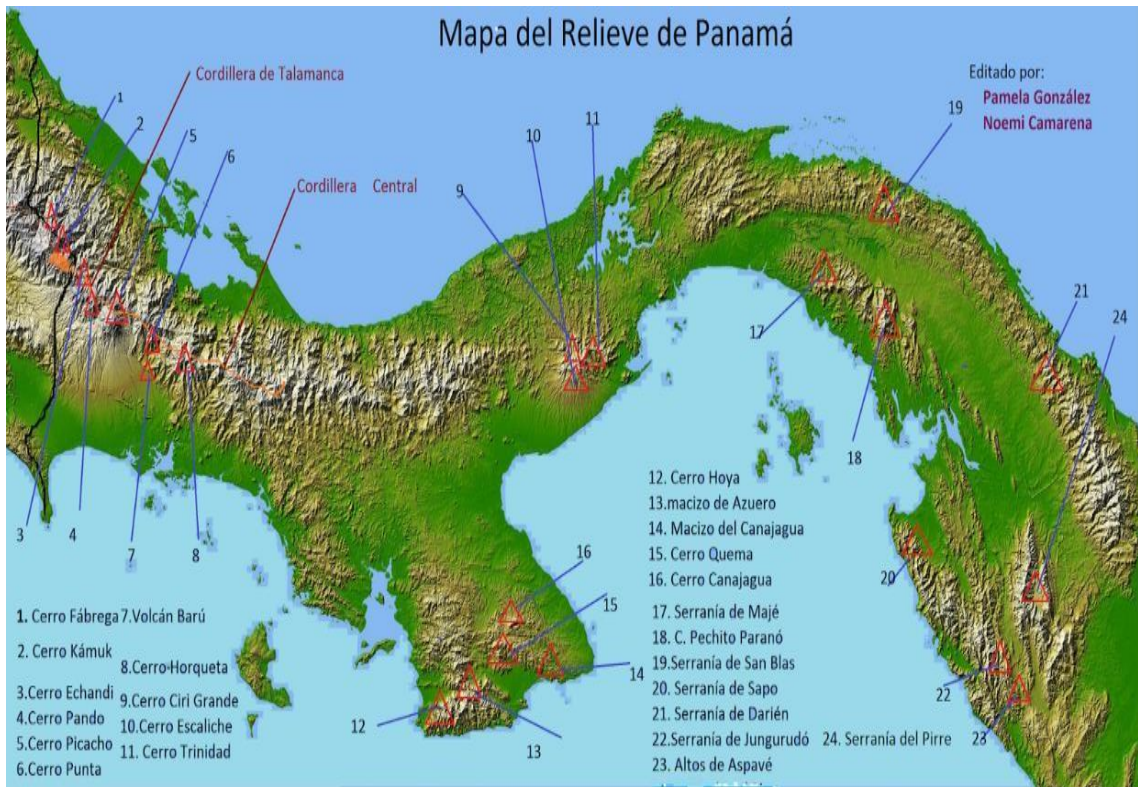 Mapa del Relieve de Panamá
Editado por:
Pamela González
Noemi Camarena
Cordillera de Talamanca
Cordillera Central
1
2
5
6
9
10
11
19
17
18
21
24
3
4
7
8
16
15
14
12
13
20
22
23
1. Cerro Fábrega
2. Cerro Kámuk
3.Cerro Echandi
4.Cerro Pando
5.Cerro Picacho
6.Cerro Punta
7.Volcán Barú
8.Cerro Horqueta
9.Cerro Ciri Grande
10.Cerro Escaliche
11. Cerro Trinidad
12. Cerro Hoya
13.macizo de Azuero
14. Macizo del Canajagua
15. Cerro Quema
16. Cerro Canajagua
17. Serranía de Majé
18. C. Pechito Paranó
19.Serranía de San Blas
20. Serranía de Sapo
21. Serranía de Darién
22.Serranía de Jungurudó
23. Altos de Aspavé
24. Serranía del Pirre